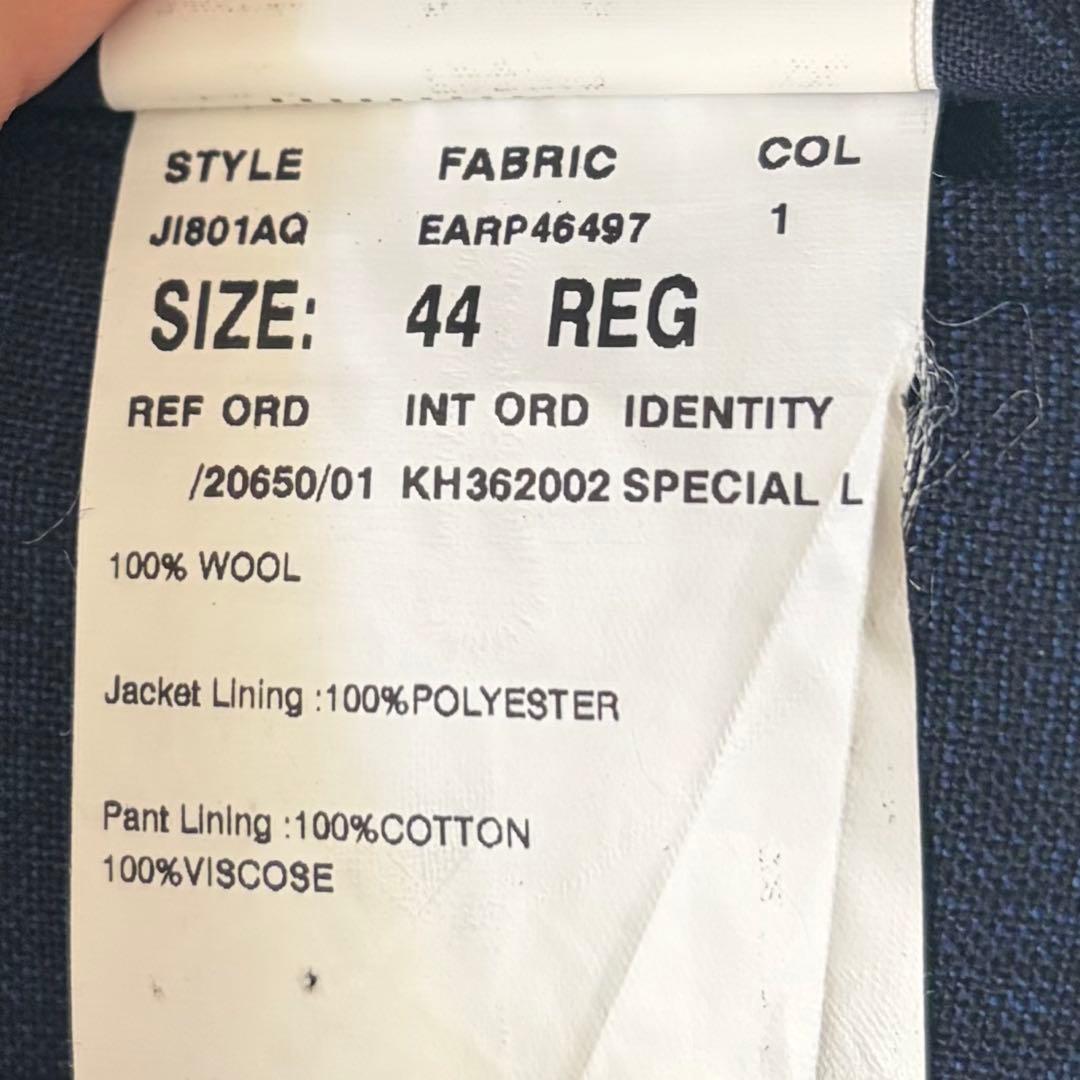 STYLE FABRIC COL
JI801AQ EARP46497 1
SIZE: 44 REG
REF ORD INT ORD IDENTITY
/20650/01 KH362002 SPECIAL L
100% WOOL
Jacket Lining :100%POLYESTER
Pant Lining :100%COTTON
100%VISCOSE